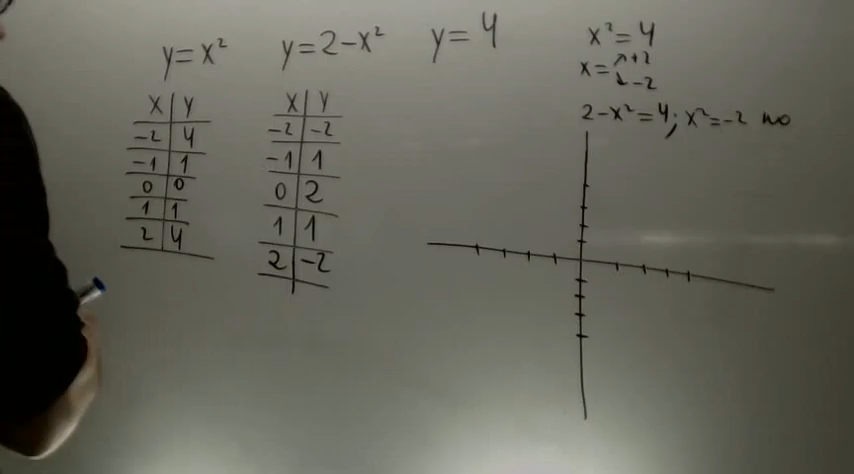 y=x²
x y
-2 4
-1 1
0 0
1 1
2 4
y=2-x²
x y
-2 -2
-1 1
0 2
1 1
2 -2
y=4
x²=4
x= +2
-2
2-x²=4; x²=-2 no